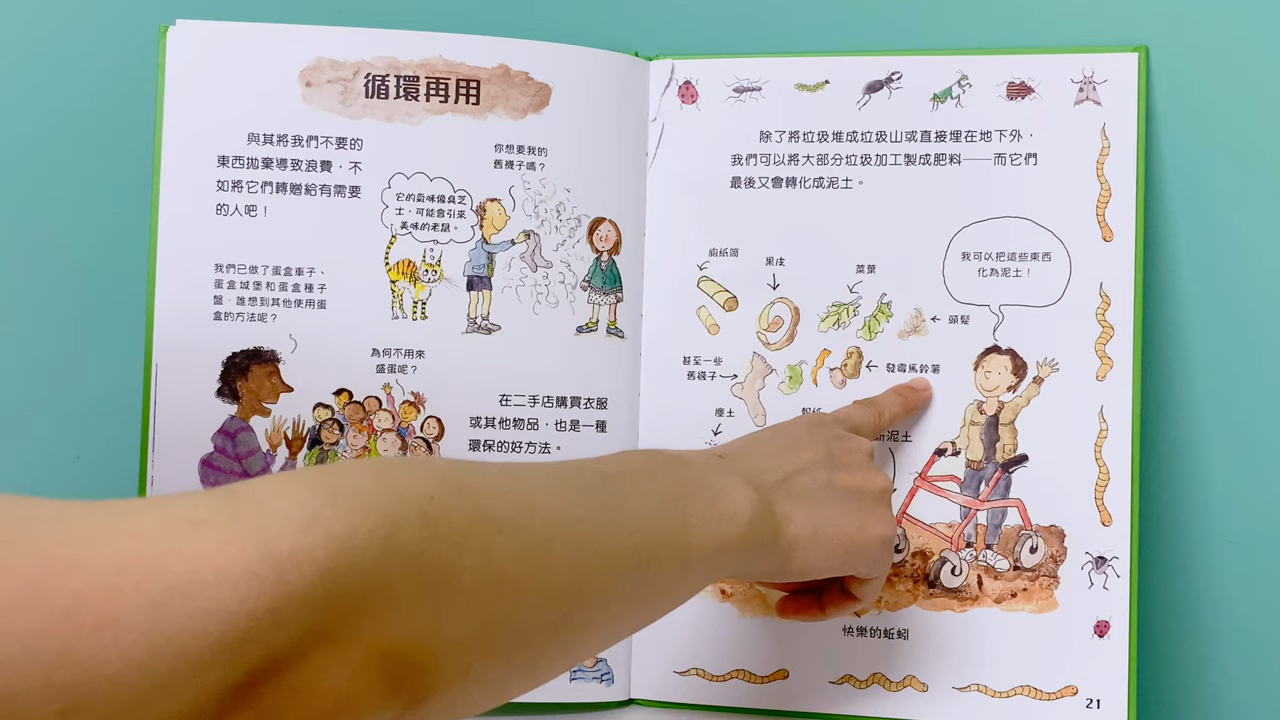 循環再用
與其將我們不要的
東西拋棄導致浪費，不
如將它們轉贈給有需要
的人吧！
你想要我的
舊襪子嗎？
它的氣味像臭芝
士，可能會引來
美味的老鼠。
我們已做了蛋盒車子、
蛋盒城堡和蛋盒種子
盤，誰想到其他使用蛋
盒的方法呢？
為何不用來
盛蛋呢？
在二手店購買衣服
或其他物品，也是一種
環保的好方法。
除了將垃圾堆成垃圾山或直接埋在地下外，
我們可以將大部分垃圾加工製成肥料──而它們
最後又會轉化成泥土。
我可以把這些東西
化為泥土！
廁紙筒
果皮
菜葉
頭髮
甚至一些
舊襪子
發霉馬鈴薯
塵土
報紙
新泥土
快樂的蚯蚓
21